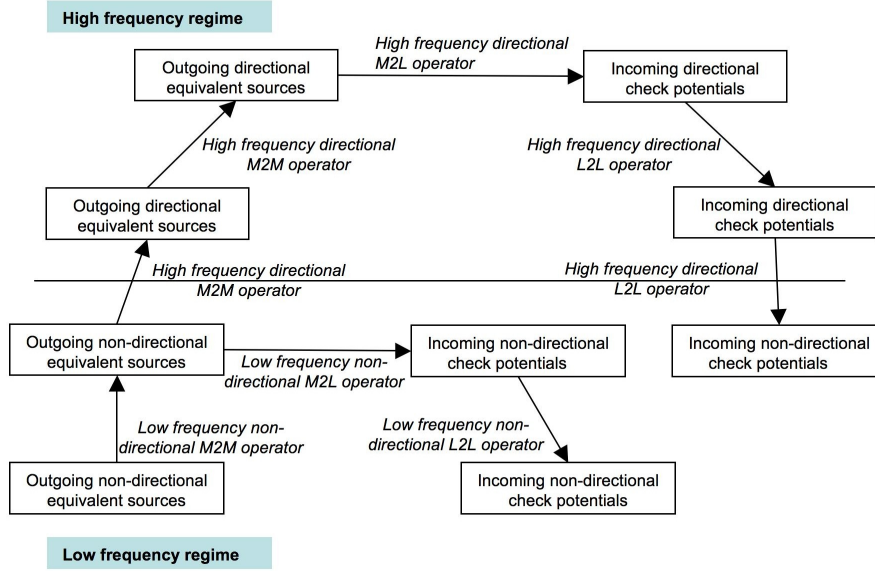 High frequency regime
High frequency directional
M2L operator
Outgoing directional
equivalent sources
Incoming directional
check potentials
High frequency directional
M2M operator
High frequency directional
L2L operator
Outgoing directional
equivalent sources
Incoming directional
check potentials
High frequency directional
M2M operator
High frequency directional
L2L operator
Outgoing non-directional
equivalent sources
Incoming non-directional
check potentials
Incoming non-directional
check potentials
Low frequency non-
directional M2L operator
Low frequency non-
directional M2M operator
Low frequency non-
directional L2L operator
Outgoing non-directional
equivalent sources
Incoming non-directional
check potentials
Low frequency regime